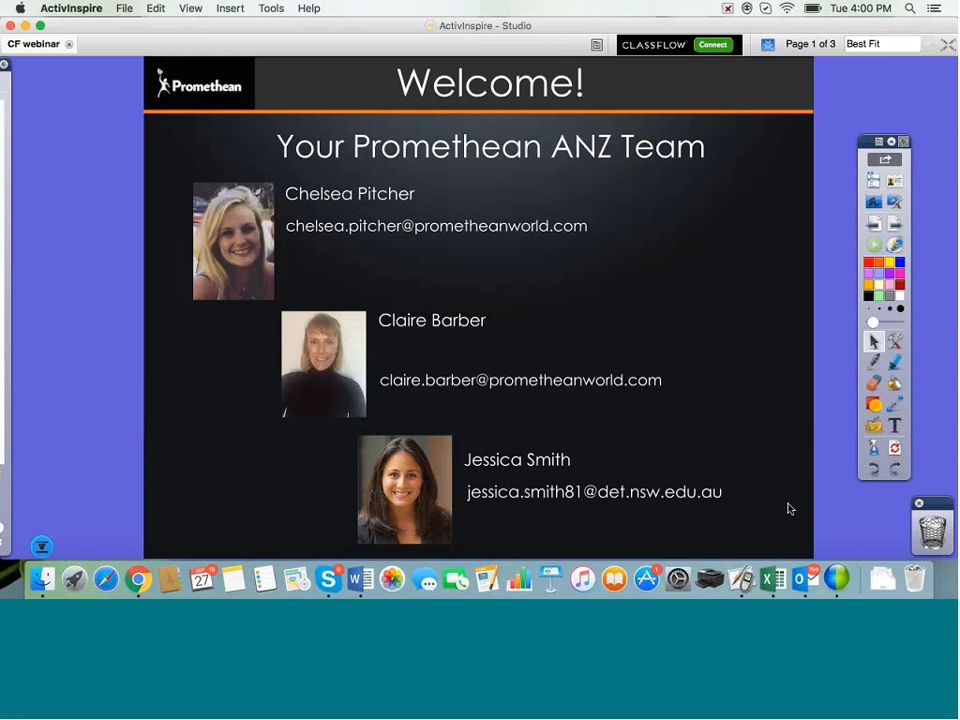 ActivInspire File Edit View Insert Tools Help Tue 4:00 PM
ActivInspire - Studio
CF webinar
CLASSFLOW Connect Page 1 of 3 Best Fit
Promethean
Welcome!
Your Promethean ANZ Team
Chelsea Pitcher
chelsea.pitcher@prometheanworld.com
Claire Barber
claire.barber@prometheanworld.com
Jessica Smith
jessica.smith81@det.nsw.edu.au
T
27
W
X